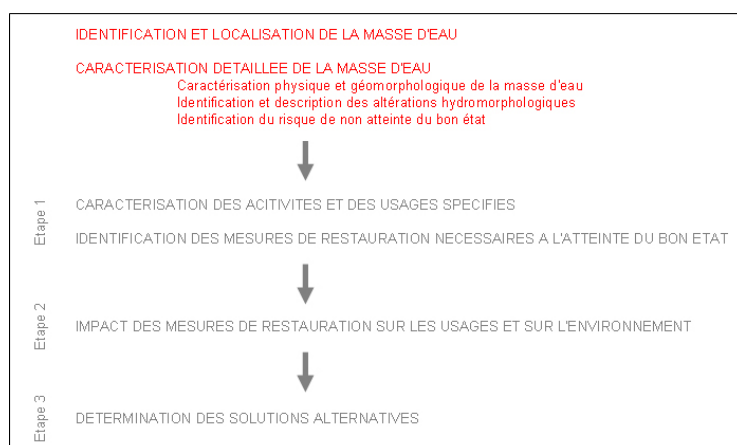 IDENTIFICATION ET LOCALISATION DE LA MASSE D'EAU
CARACTERISATION DETAILLEE DE LA MASSE D'EAU
Caractérisation physique et géomorphologique de la masse d'eau
Identification et description des altérations hydromorphologiques
Identification du risque de non atteinte du bon état
Etape 1
CARACTERISATION DES ACITIVITES ET DES USAGES SPECIFIES
IDENTIFICATION DES MESURES DE RESTAURATION NECESSAIRES A L'ATTEINTE DU BON ETAT
Etape 2
IMPACT DES MESURES DE RESTAURATION SUR LES USAGES ET SUR L'ENVIRONNEMENT
Etape 3
DETERMINATION DES SOLUTIONS ALTERNATIVES